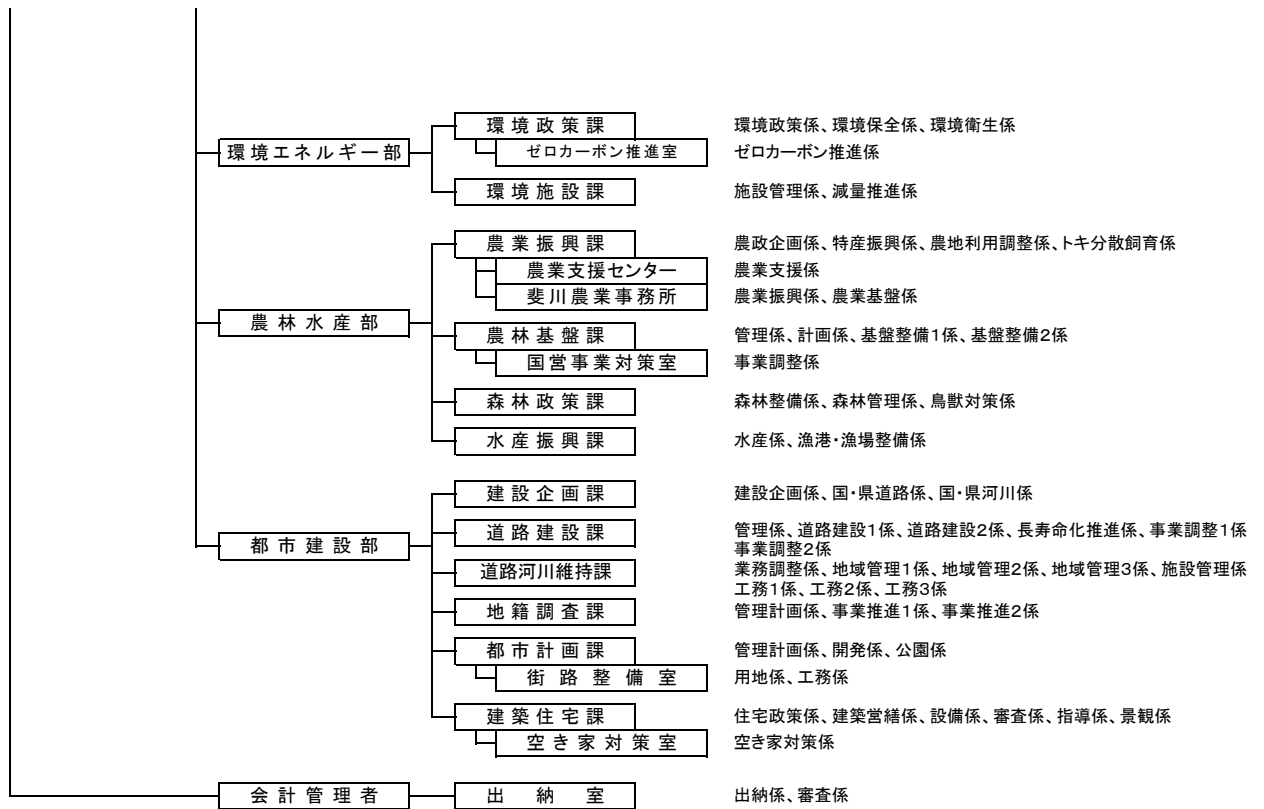 環境政策課 環境政策係、環境保全係、環境衛生係
環境エネルギー部 ゼロカーボン推進室 ゼロカーボン推進係
環境施設課 施設管理係、減量推進係
農業振興課 農政企画係、特産振興係、農地利用調整係、トキ分散飼育係
農業支援センター 農業支援係
斐川農業事務所 農業振興係、農業基盤係
農林水産部 農林基盤課 管理係、計画係、基盤整備1係、基盤整備2係
国営事業対策室 事業調整係
森林政策課 森林整備係、森林管理係、鳥獣対策係
水産振興課 水産係、漁港・漁場整備係
建設企画課 建設企画係、国・県道路係、国・県河川係
道路建設課 管理係、道路建設1係、道路建設2係、長寿命化推進係、事業調整1係
都市建設部 事業調整2係
道路河川維持課 業務調整係、地域管理1係、地域管理2係、地域管理3係、施設管理係
工務1係、工務2係、工務3係
地籍調査課 管理計画係、事業推進1係、事業推進2係
都市計画課 管理計画係、開発係、公園係
街路整備室 用地係、工務係
建築住宅課 住宅政策係、建築営繕係、設備係、審査係、指導係、景観係
空き家対策室 空き家対策係
会計管理者 出納室 出納係、審査係